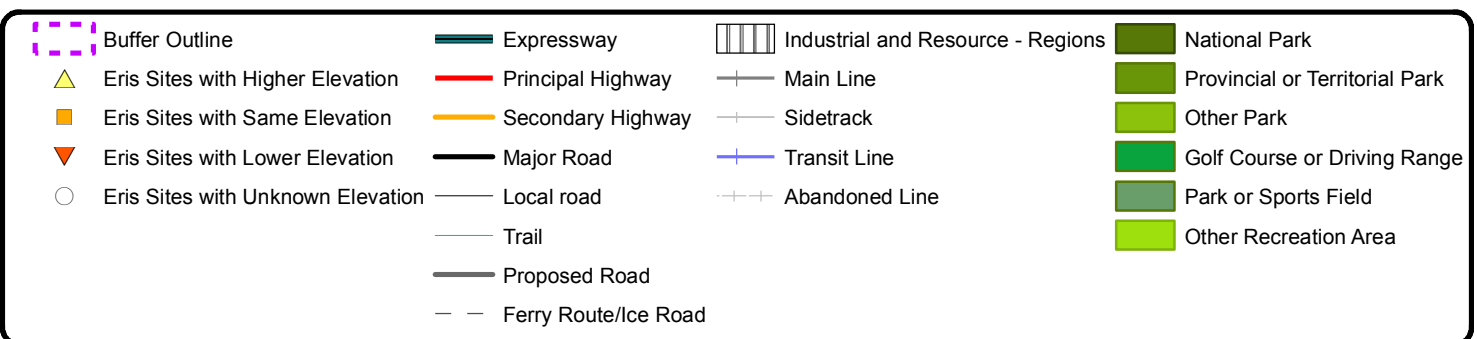 Buffer Outline
Eris Sites with Higher Elevation
Eris Sites with Same Elevation
Eris Sites with Lower Elevation
Eris Sites with Unknown Elevation
Expressway
Principal Highway
Secondary Highway
Major Road
Local road
Trail
Proposed Road
Ferry Route/Ice Road
Industrial and Resource - Regions
Main Line
Sidetrack
Transit Line
Abandoned Line
National Park
Provincial or Territorial Park
Other Park
Golf Course or Driving Range
Park or Sports Field
Other Recreation Area